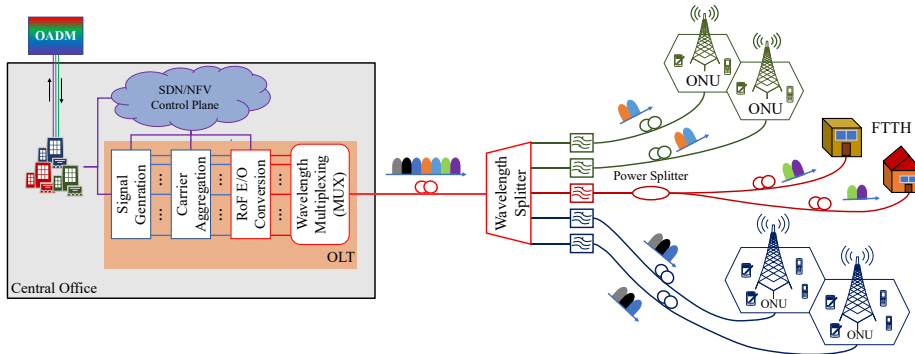 OADM
SDN/NFV
Control Plane
Signal
Genration
Carrier
Aggregation
RoF E/O
Conversion
Wavelength
Multiplexing
(MUX)
OLT
Central Office
Wavelength
Splitter
Power Splitter
ONU
ONU
FTTH
ONU
ONU